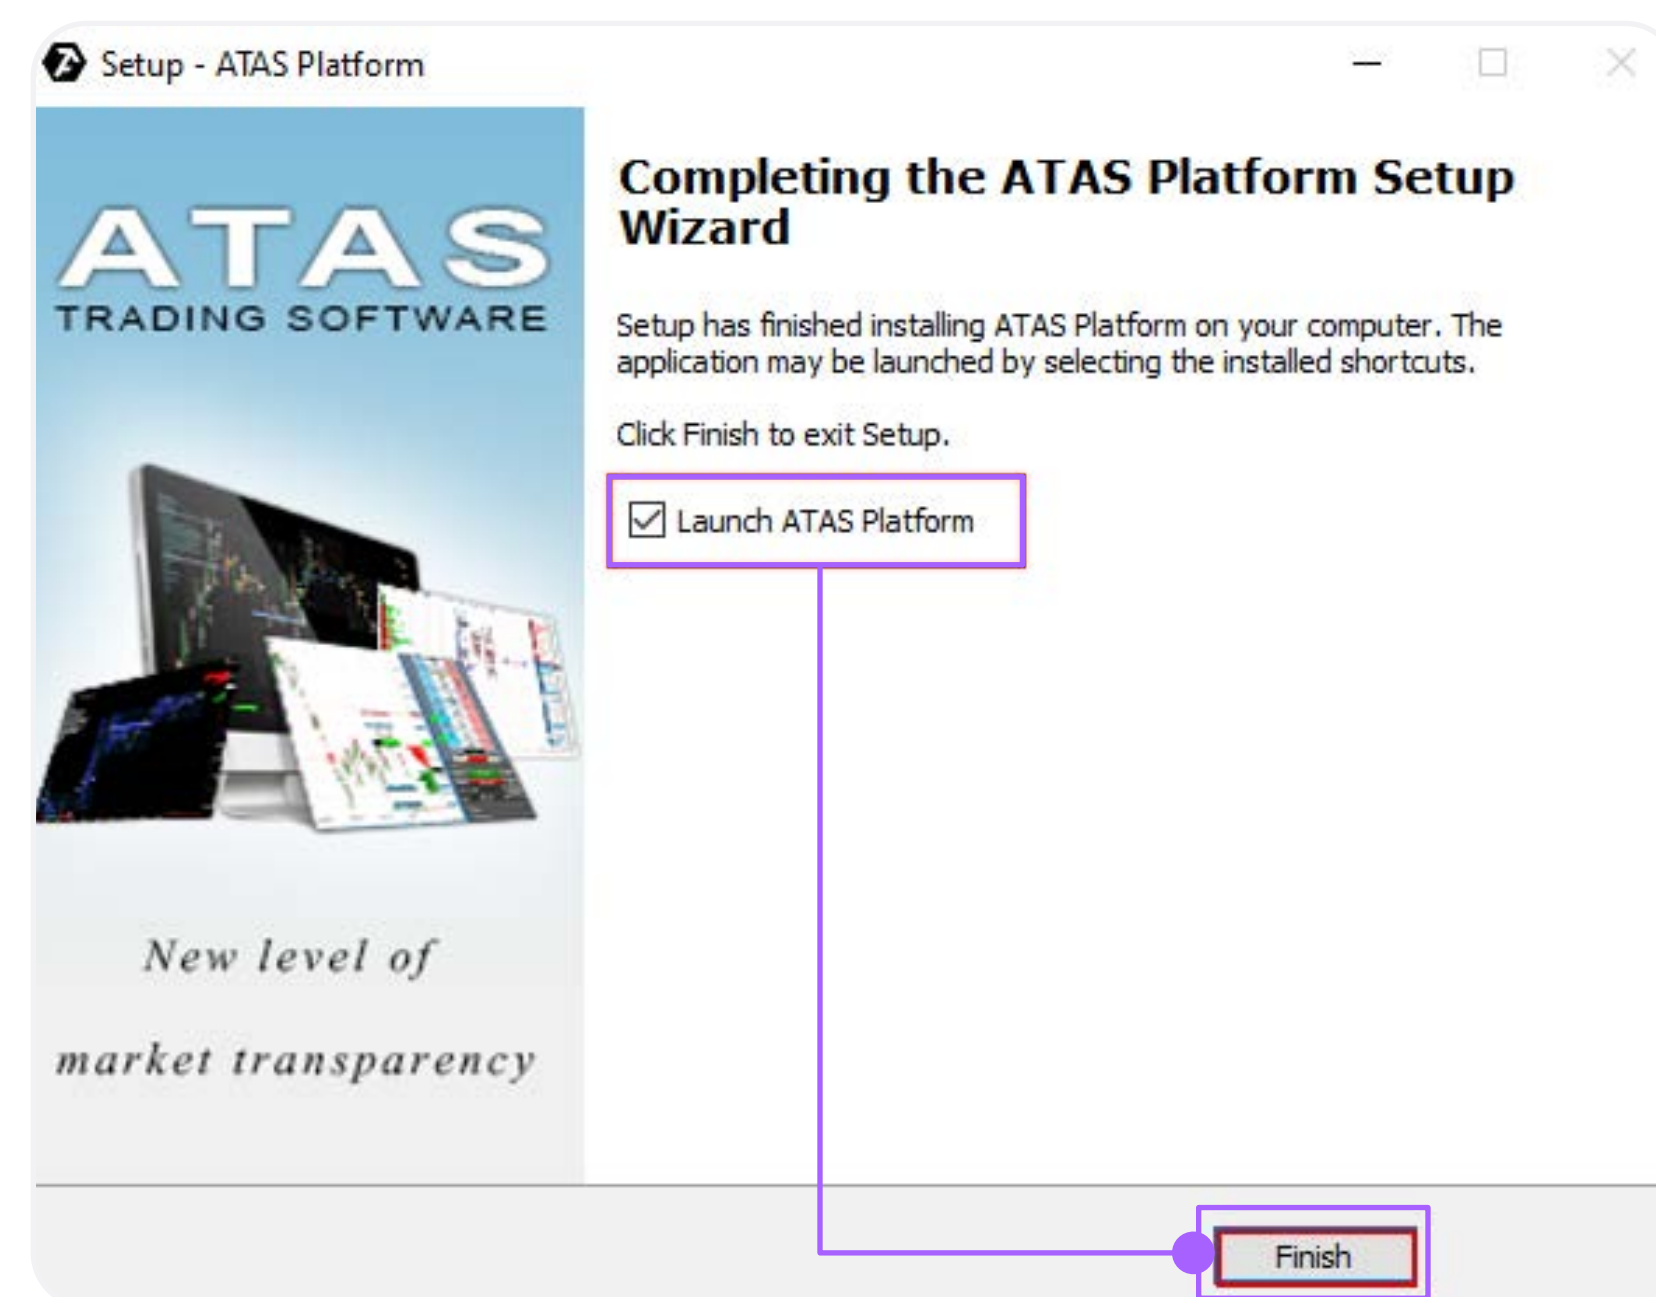 Setup - ATAS Platform
ATAS
TRADING SOFTWARE
New level of
market transparency
Completing the ATAS Platform Setup
Wizard
Setup has finished installing ATAS Platform on your computer. The
application may be launched by selecting the installed shortcuts.
Click Finish to exit Setup.
Launch ATAS Platform
Finish